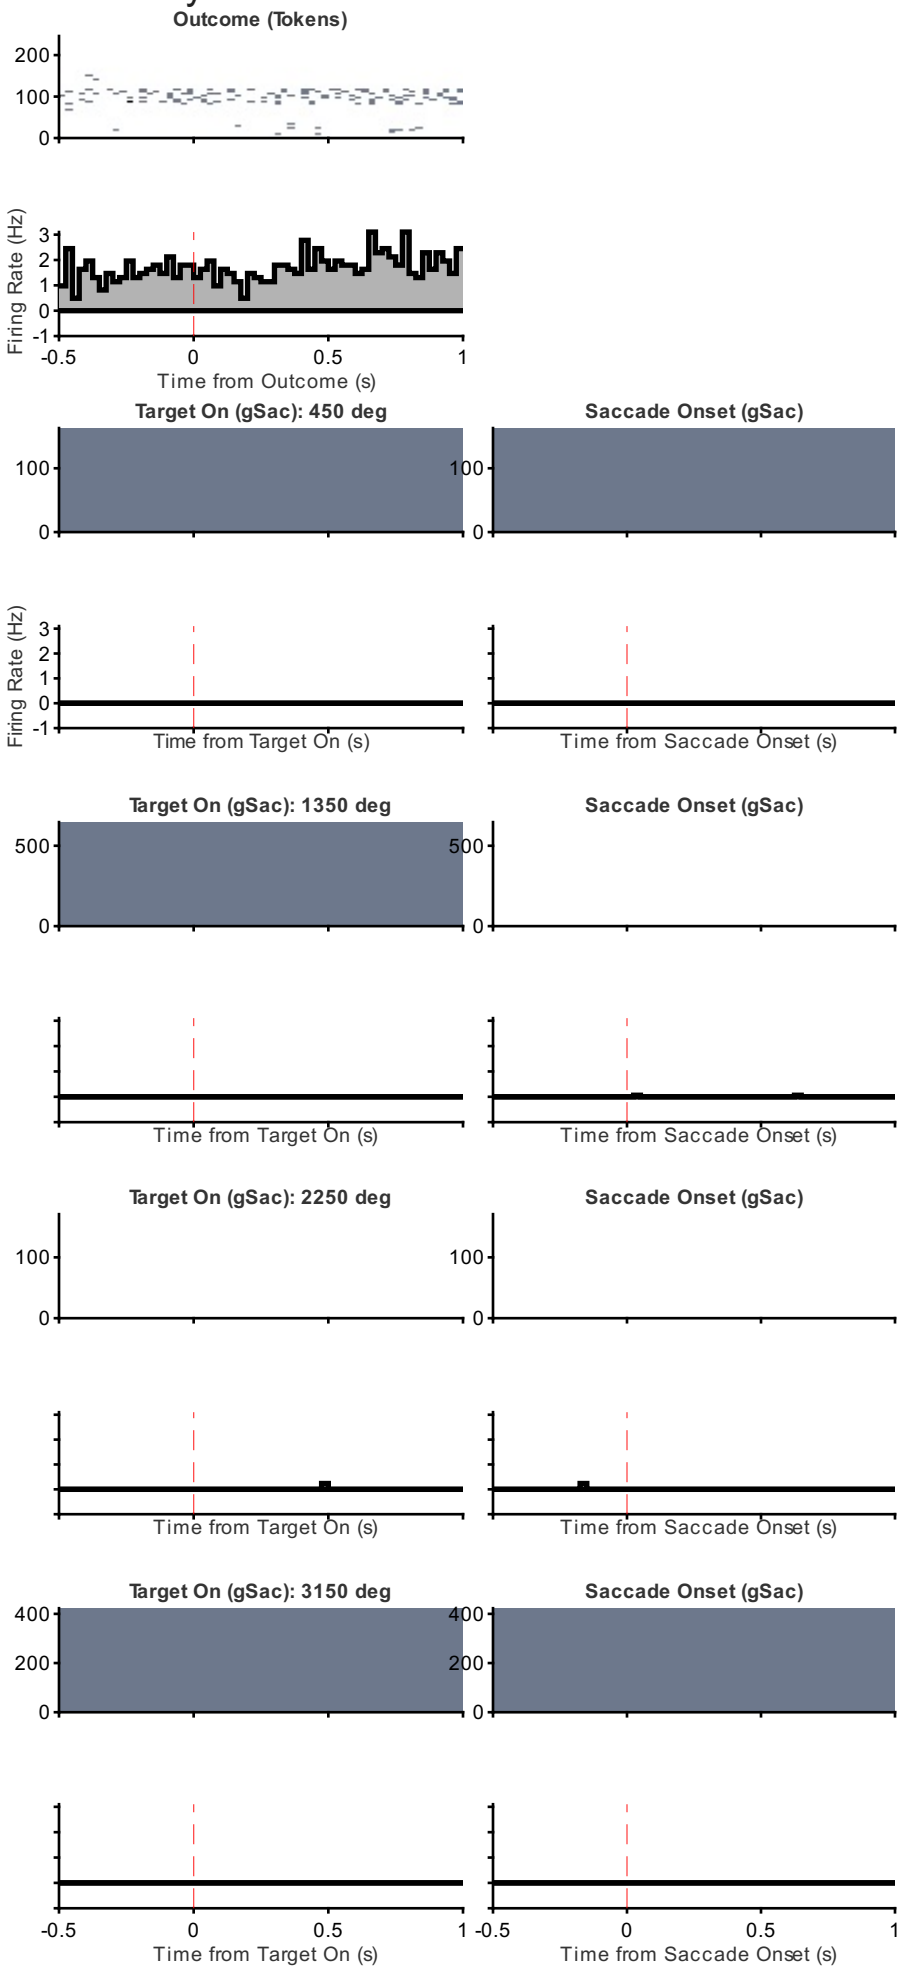 Outcome (Tokens)
200
100
0
Firing Rate (Hz)
3
2
1
0
-1
-0.5 0 0.5 1
Time from Outcome (s)
Target On (gSac): 450 deg Saccade Onset (gSac)
100 100
0 0
Firing Rate (Hz)
3
2
1
0
-1
Time from Target On (s) Time from Saccade Onset (s)
Target On (gSac): 1350 deg Saccade Onset (gSac)
500 500
0 0
Time from Target On (s) Time from Saccade Onset (s)
Target On (gSac): 2250 deg Saccade Onset (gSac)
100 100
0 0
Time from Target On (s) Time from Saccade Onset (s)
Target On (gSac): 3150 deg Saccade Onset (gSac)
400 400
200 200
0 0
-0.5 0 0.5 1 -0.5 0 0.5 1
Time from Target On (s) Time from Saccade Onset (s)